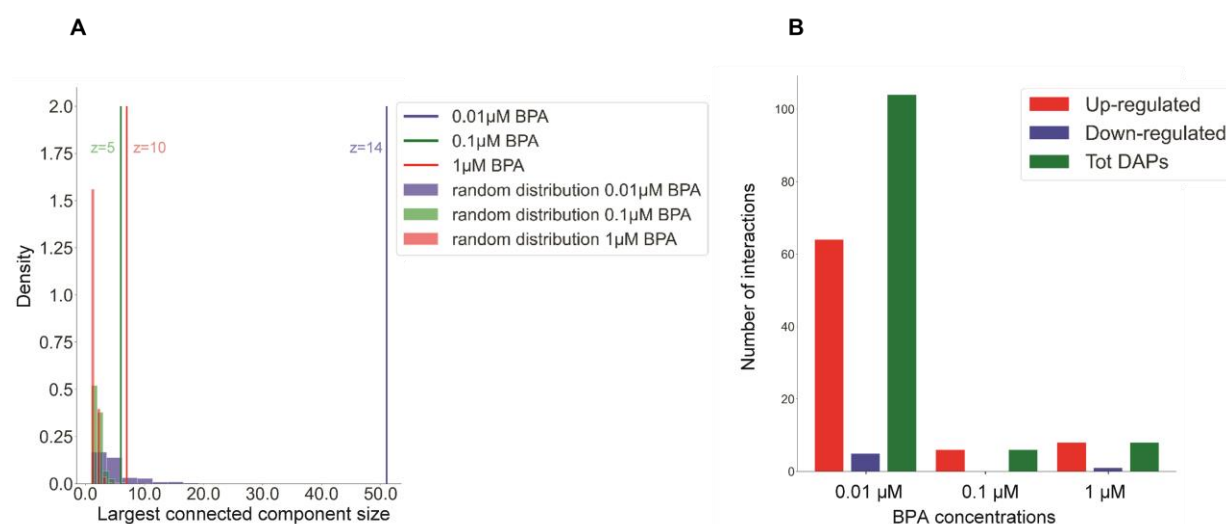 A
2.0
1.75
1.5
1.25
1.0
0.75
0.5
0.25
0.0
Density
z=5
z=10
z=14
0.0
10.0
20.0
30.0
40.0
50.0
Largest connected component size
0.01µM BPA
0.1µM BPA
1µM BPA
random distribution 0.01µM BPA
random distribution 0.1µM BPA
random distribution 1µM BPA
B
100
80
60
40
20
0
Number of interactions
Up-regulated
Down-regulated
Tot DAPs
0.01 µM
0.1 µM
1 µM
BPA concentrations